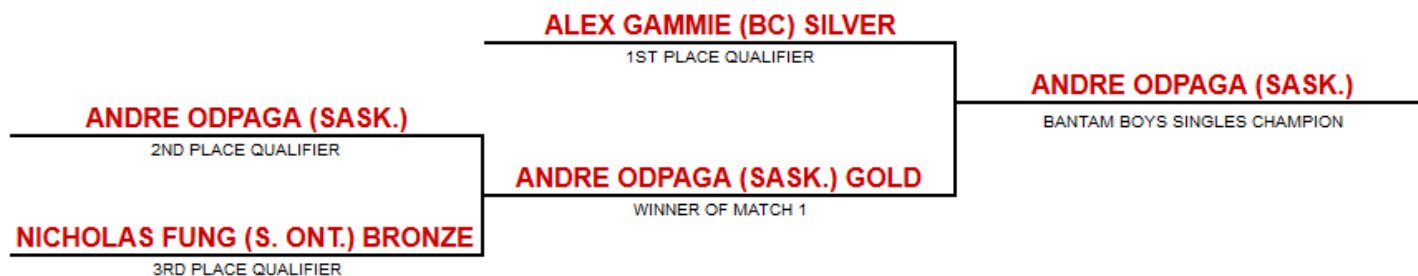 ALEX GAMMIE (BC) SILVER
1ST PLACE QUALIFIER
ANDRE ODPAGA (SASK.)
BANTAM BOYS SINGLES CHAMPION
ANDRE ODPAGA (SASK.)
2ND PLACE QUALIFIER
ANDRE ODPAGA (SASK.) GOLD
WINNER OF MATCH 1
NICHOLAS FUNG (S. ONT.) BRONZE
3RD PLACE QUALIFIER